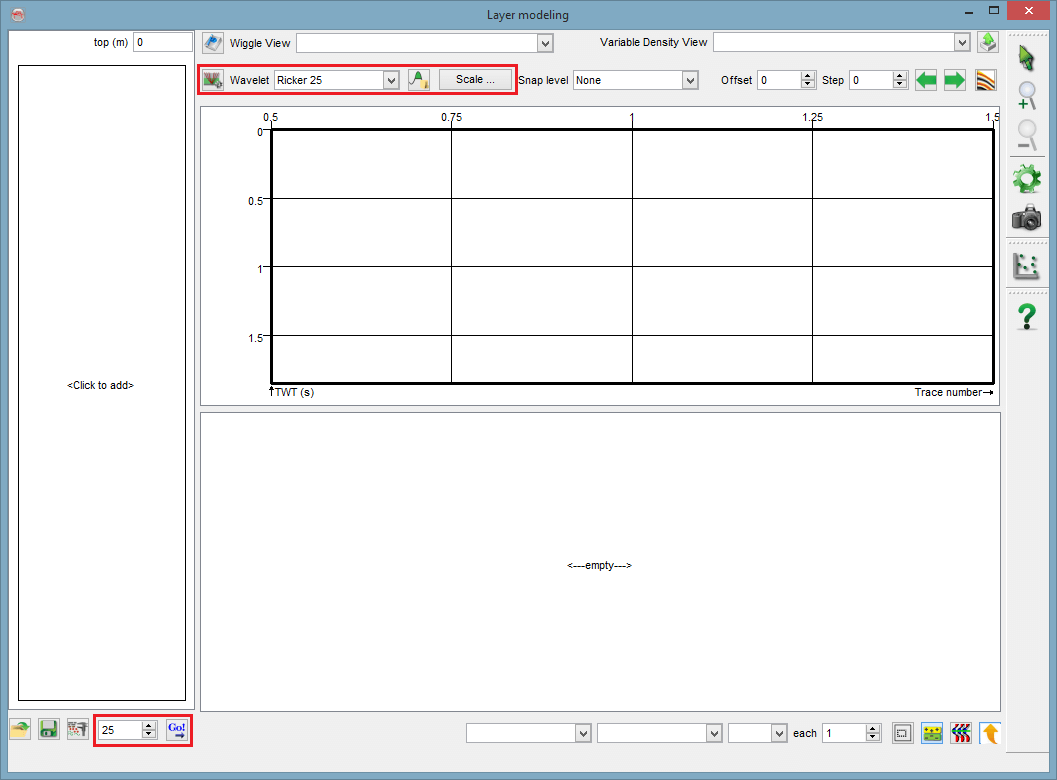 Layer modeling
top (m) 0
Wiggle View
Variable Density View
Wavelet Ricker 25
Scale ...
Snap level None
Offset 0
Step 0
0.5 0.75 1 1.25 1.5
0
0.5
1
1.5
TWT (s)
Trace number
<Click to add>
<---empty--->
25
Go!
each 1